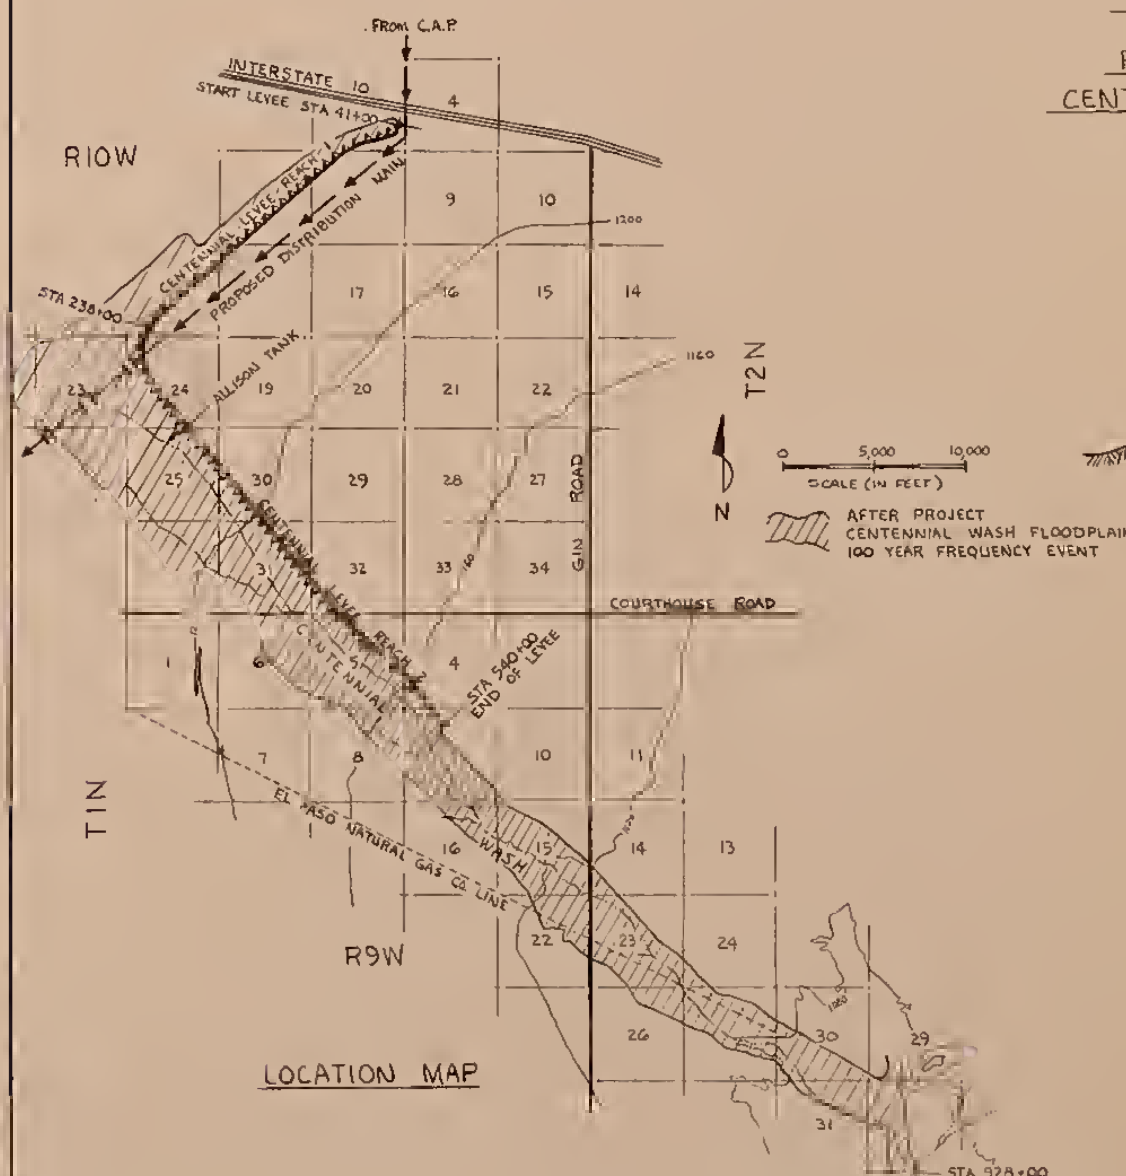 FROM C.A.P.
INTERSTATE 10
START LEVEE STA 41+00
4
CENT
R10W
CENTENNIAL LEVEE-REACH-1
PROPOSED DISTRIBUTION MAIN
9
10
1200
STA 238+00
17
16
15
14
ALLISON TANK
1160
T2N
23
24
19
20
21
22
0
5,000
10,000
SCALE (IN FEET)
N
25
30
29
28
27
GIN ROAD
AFTER PROJECT
CENTENNIAL WASH FLOODPLAIN
100 YEAR FREQUENCY EVENT
CENTENNIAL LEVEE REACH 2
31
32
33
34
COURTHOUSE ROAD
1
6
5
4
STA 540+00
END OF LEVEE
CENTENNIAL
WASH
7
8
10
11
T1N
EL PASO NATURAL GAS CO. LINE
16
15
14
13
R9W
22
23
24
26
30
29
LOCATION MAP
31
STA 928+00